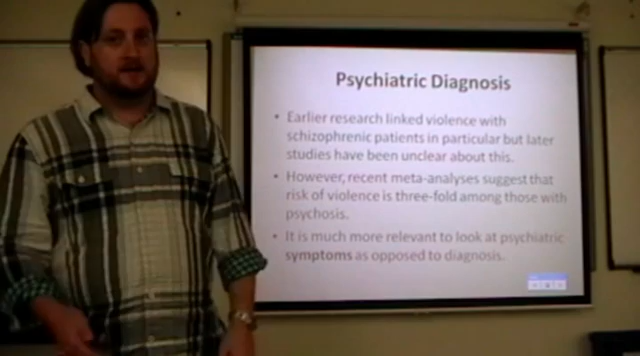 Psychiatric Diagnosis
• Earlier research linked violence with
schizophrenic patients in particular but later
studies have been unclear about this.
• However, recent meta-analyses suggest that
risk of violence is three-fold among those with
psychosis.
• It is much more relevant to look at psychiatric
symptoms as opposed to diagnosis.